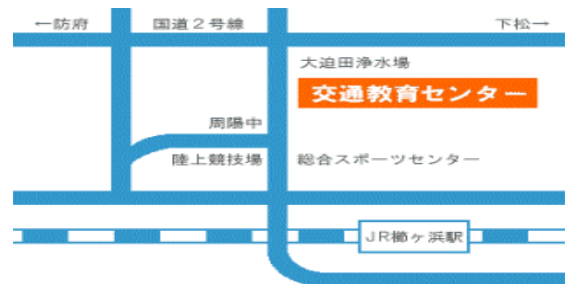 ←防府 国道2号線 下松→
大迫田浄水場
交通教育センター
周陽中
陸上競技場 総合スポーツセンター
JR櫛ヶ浜駅